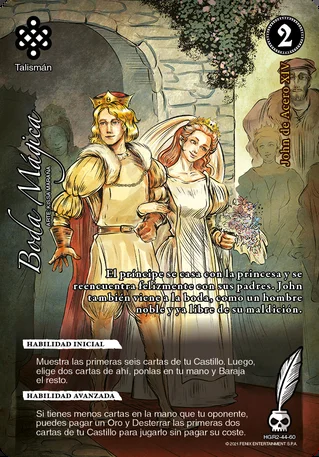 2
Talismán
John de Acero XIV
Boda Mágica
El príncipe se casa con la princesa y se
reencuentra felizmente con sus padres. John
también viene a la boda, como un hombre
noble y ya libre de su maldición.
HABILIDAD INICIAL
Muestra las primeras seis cartas de tu Castillo. Luego,
elige dos cartas de ahí, ponlas en tu mano y Baraja
el resto.
HABILIDAD AVANZADA
Si tienes menos cartas en la mano que tu oponente,
puedes pagar un Oro y Desterrar las primeras dos
cartas de tu Castillo para jugarlo sin pagar su coste.
HGR2-44-60
©2021 FENIX ENTERTAINMENT S.P.A.